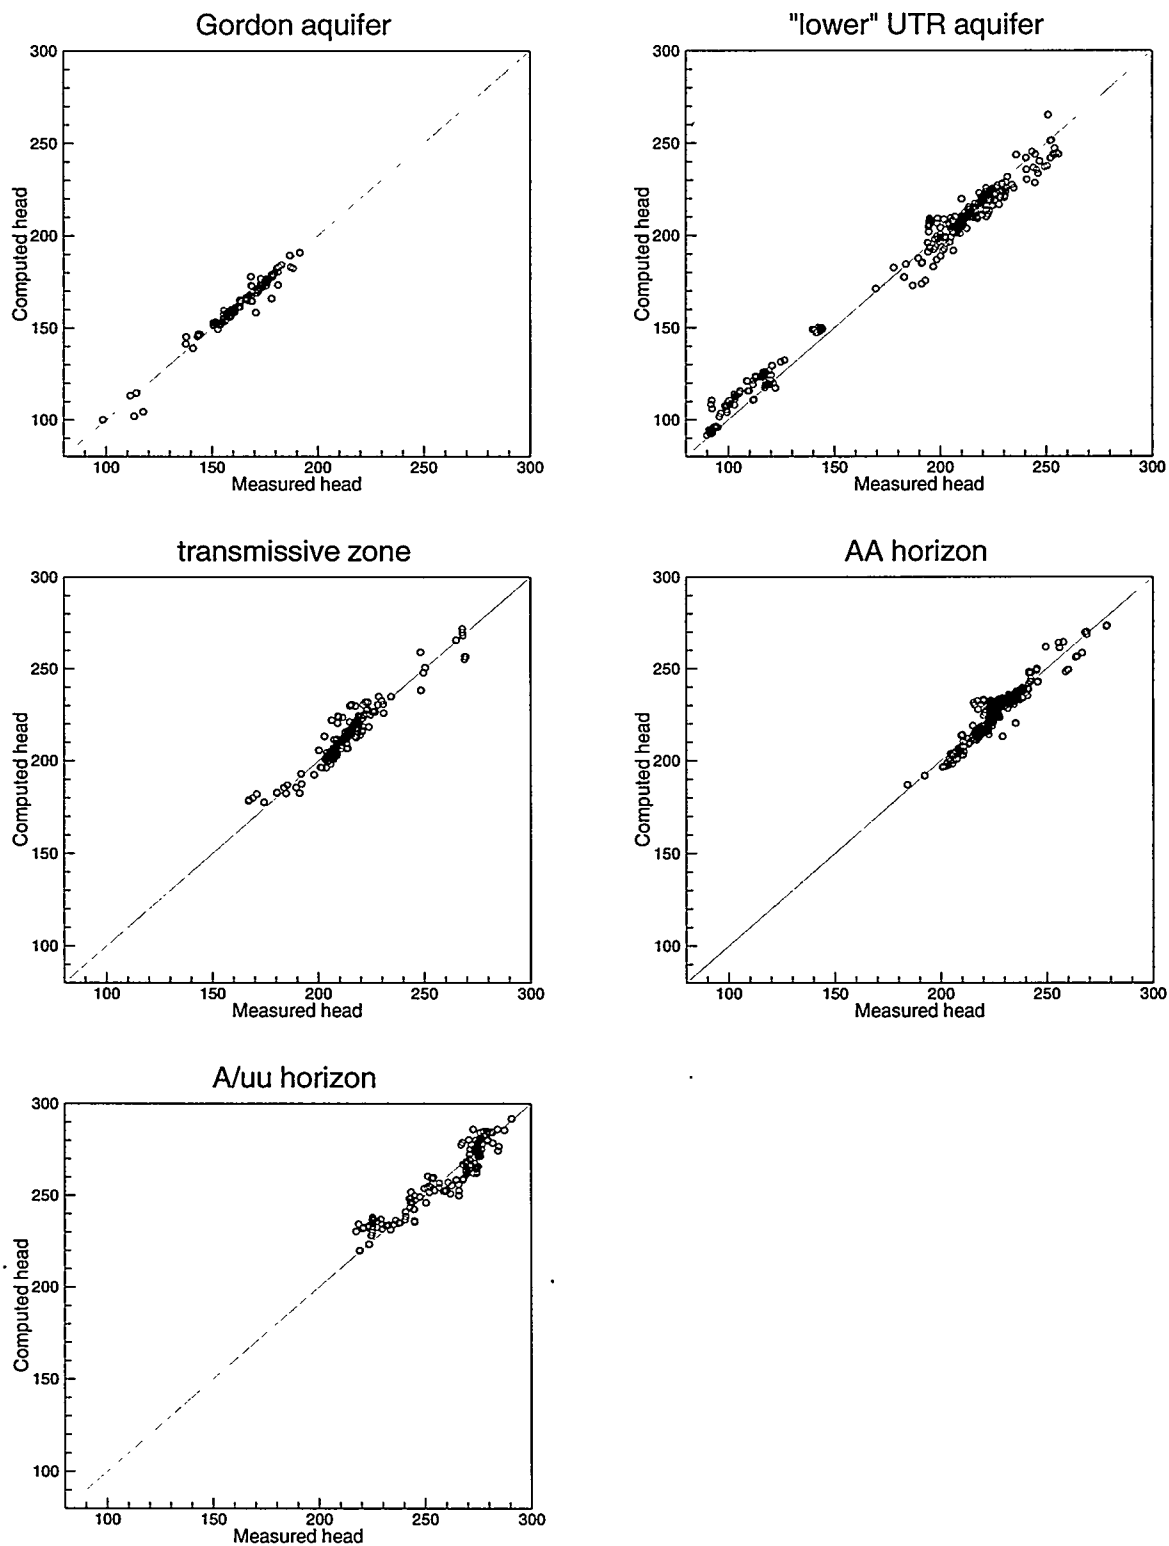 Gordon aquifer
300
250
200
150
100
Computed head
100 150 200 250 300
Measured head
"lower" UTR aquifer
300
250
200
150
100
Computed head
100 150 200 250 300
Measured head
transmissive zone
300
250
200
150
100
Computed head
100 150 200 250 300
Measured head
AA horizon
300
250
200
150
100
Computed head
100 150 200 250 300
Measured head
A/uu horizon
300
250
200
150
100
Computed head
100 150 200 250 300
Measured head